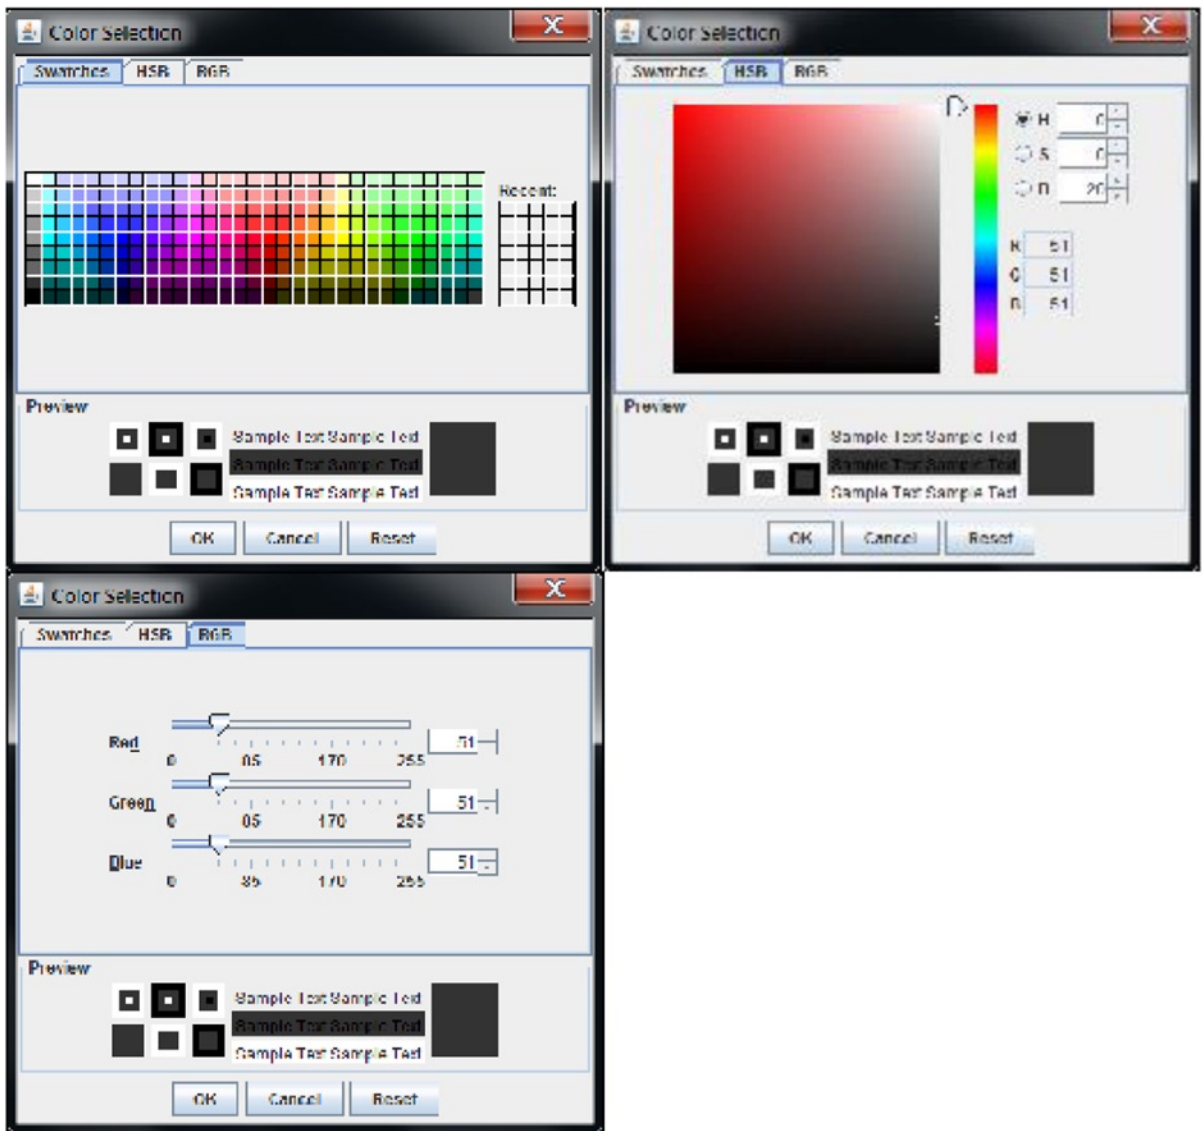 Color Selection
Swatches HSB RGB
Recent:
Preview
Sample Text Sample Text
Sample Text Sample Text
Sample Text Sample Text
OK Cancel Reset
Color Selection
Swatches HSB RGB
H 0
S 0
B 20
R 51
G 51
B 51
Preview
Sample Text Sample Text
Sample Text Sample Text
Sample Text Sample Text
OK Cancel Reset
Color Selection
Swatches HSB RGB
Red 51
0 85 170 255
Green 51
0 85 170 255
Blue 51
0 85 170 255
Preview
Sample Text Sample Text
Sample Text Sample Text
Sample Text Sample Text
OK Cancel Reset